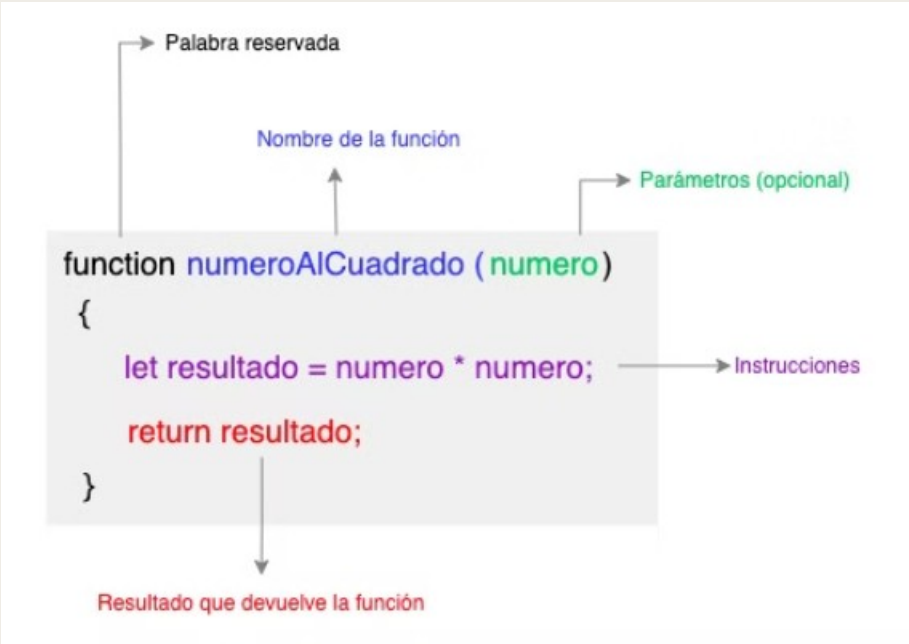 Palabra reservada
Nombre de la función
Parámetros (opcional)
function numeroAlCuadrado (numero)
{
let resultado = numero * numero;
Instrucciones
return resultado;
}
Resultado que devuelve la función